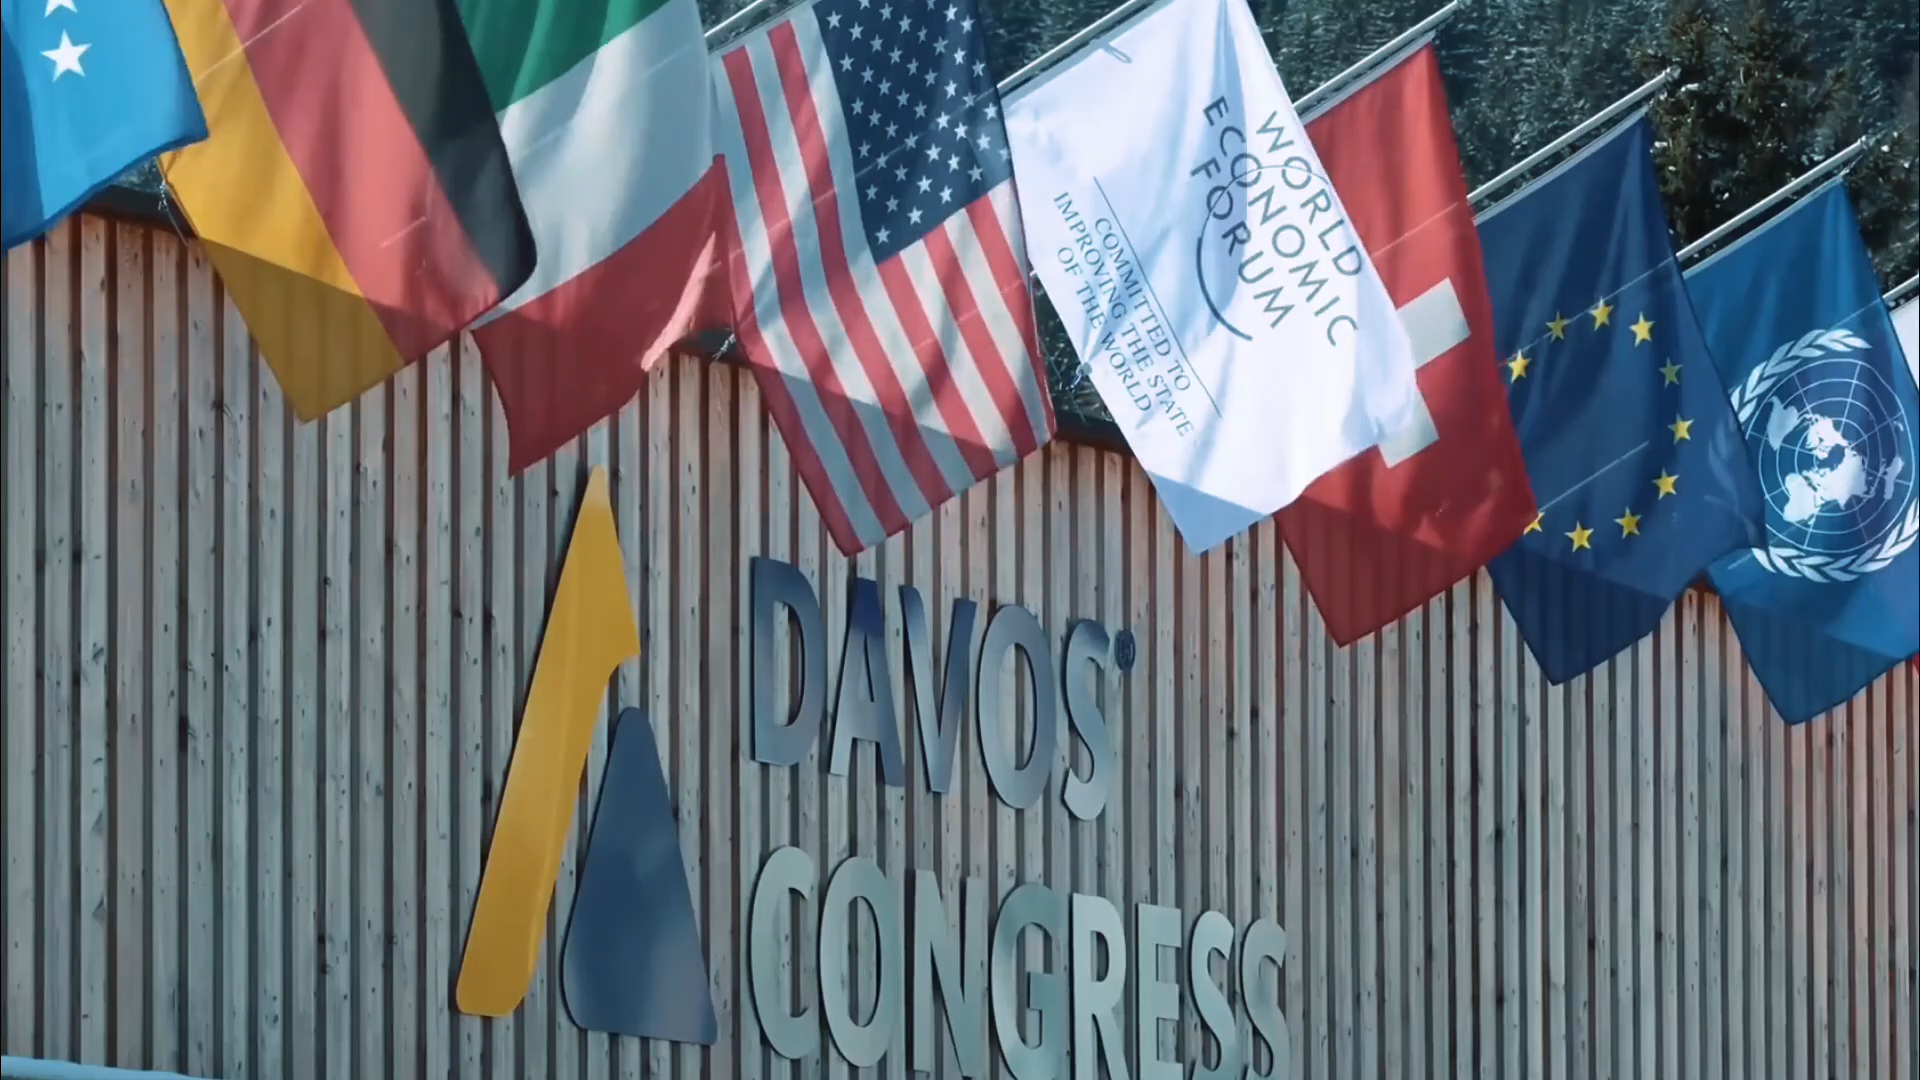 WORLD
ECONOMIC
FORUM
COMMITTED TO
IMPROVING THE STATE
OF THE WORLD
DAVOS®
CONGRESS